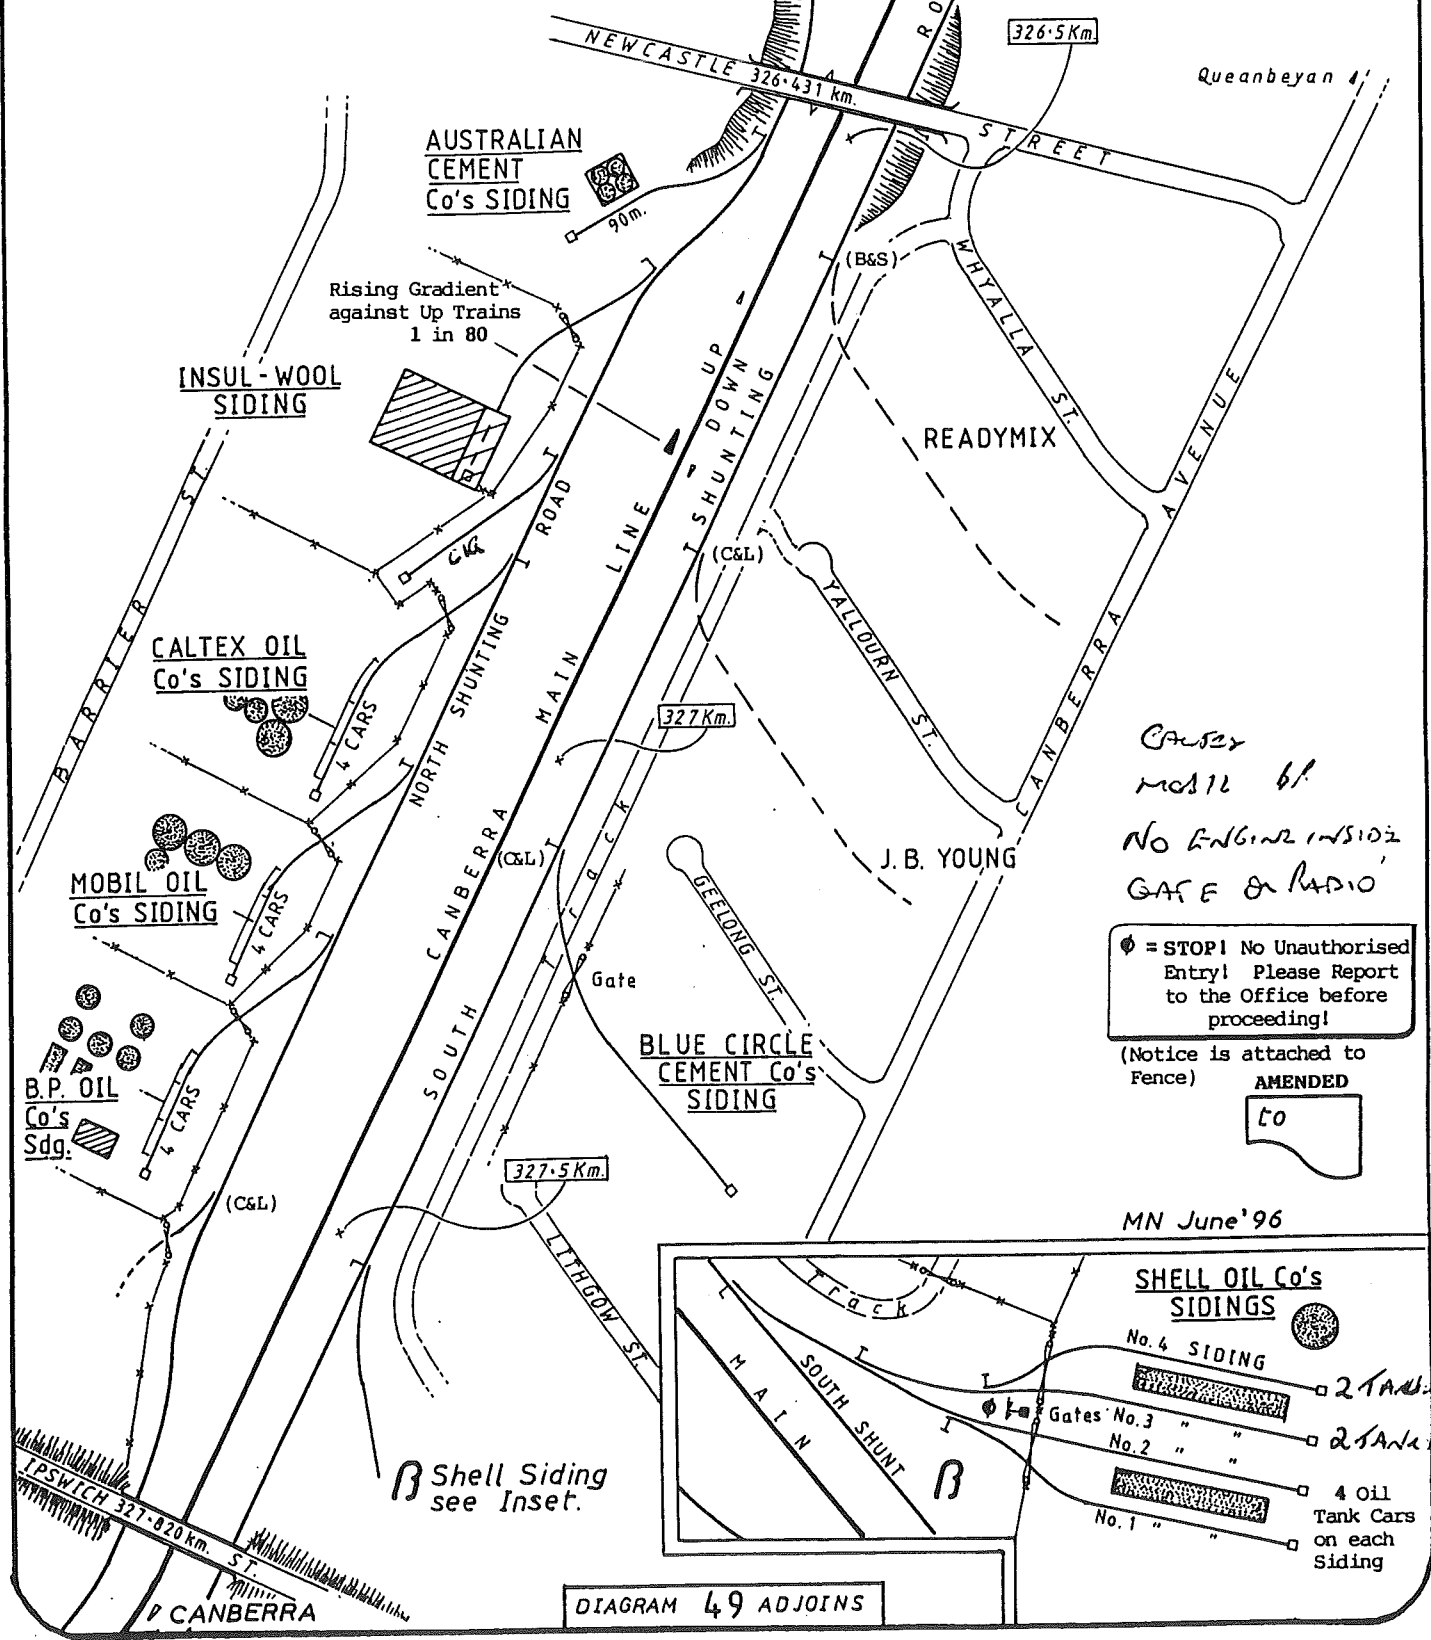 RO
326·5 Km.
NEWCASTLE 326·431 km. STREET
Queanbeyan
AUSTRALIAN
CEMENT
Co's SIDING
90m.
(B&S)
WHYALLA ST.
Rising Gradient
against Up Trains
1 in 80
INSUL-WOOL
SIDING
UP
DOWN
SHUNTING
READYMIX
CANBERRA AVENUE
BARRIER ST.
NORTH SHUNTING ROAD
CANBERRA MAIN LINE
SOUTH
(C&L)
YALLOURN ST.
CALTEX OIL
Co's SIDING
4 CARS
327 Km.
Track
(C&L)
J.B. YOUNG
MOBIL OIL
Co's SIDING
4 CARS
GEELONG ST.
Gate
BLUE CIRCLE
CEMENT Co's
SIDING
B.P. OIL
Co's
Sdg.
4 CARS
(C&L)
327·5 Km.
LITHGOW ST.
MOBIL BP
NO ENGINE INSIDE
GATE OR RADIO
= STOP! No Unauthorised
Entry! Please Report
to the Office before
proceeding!
(Notice is attached to
Fence)
AMENDED
co
MN June '96
SHELL OIL Co's
SIDINGS
Track
MAIN
SOUTH SHUNT
No. 4 SIDING
2 TANK
Gates No. 3 " "
2 TANK
No. 2 " "
No. 1 " "
4 Oil
Tank Cars
on each
Siding
β
β Shell Siding
see Inset.
IPSWICH 327·820 km. ST.
CANBERRA
DIAGRAM 49 ADJOINS